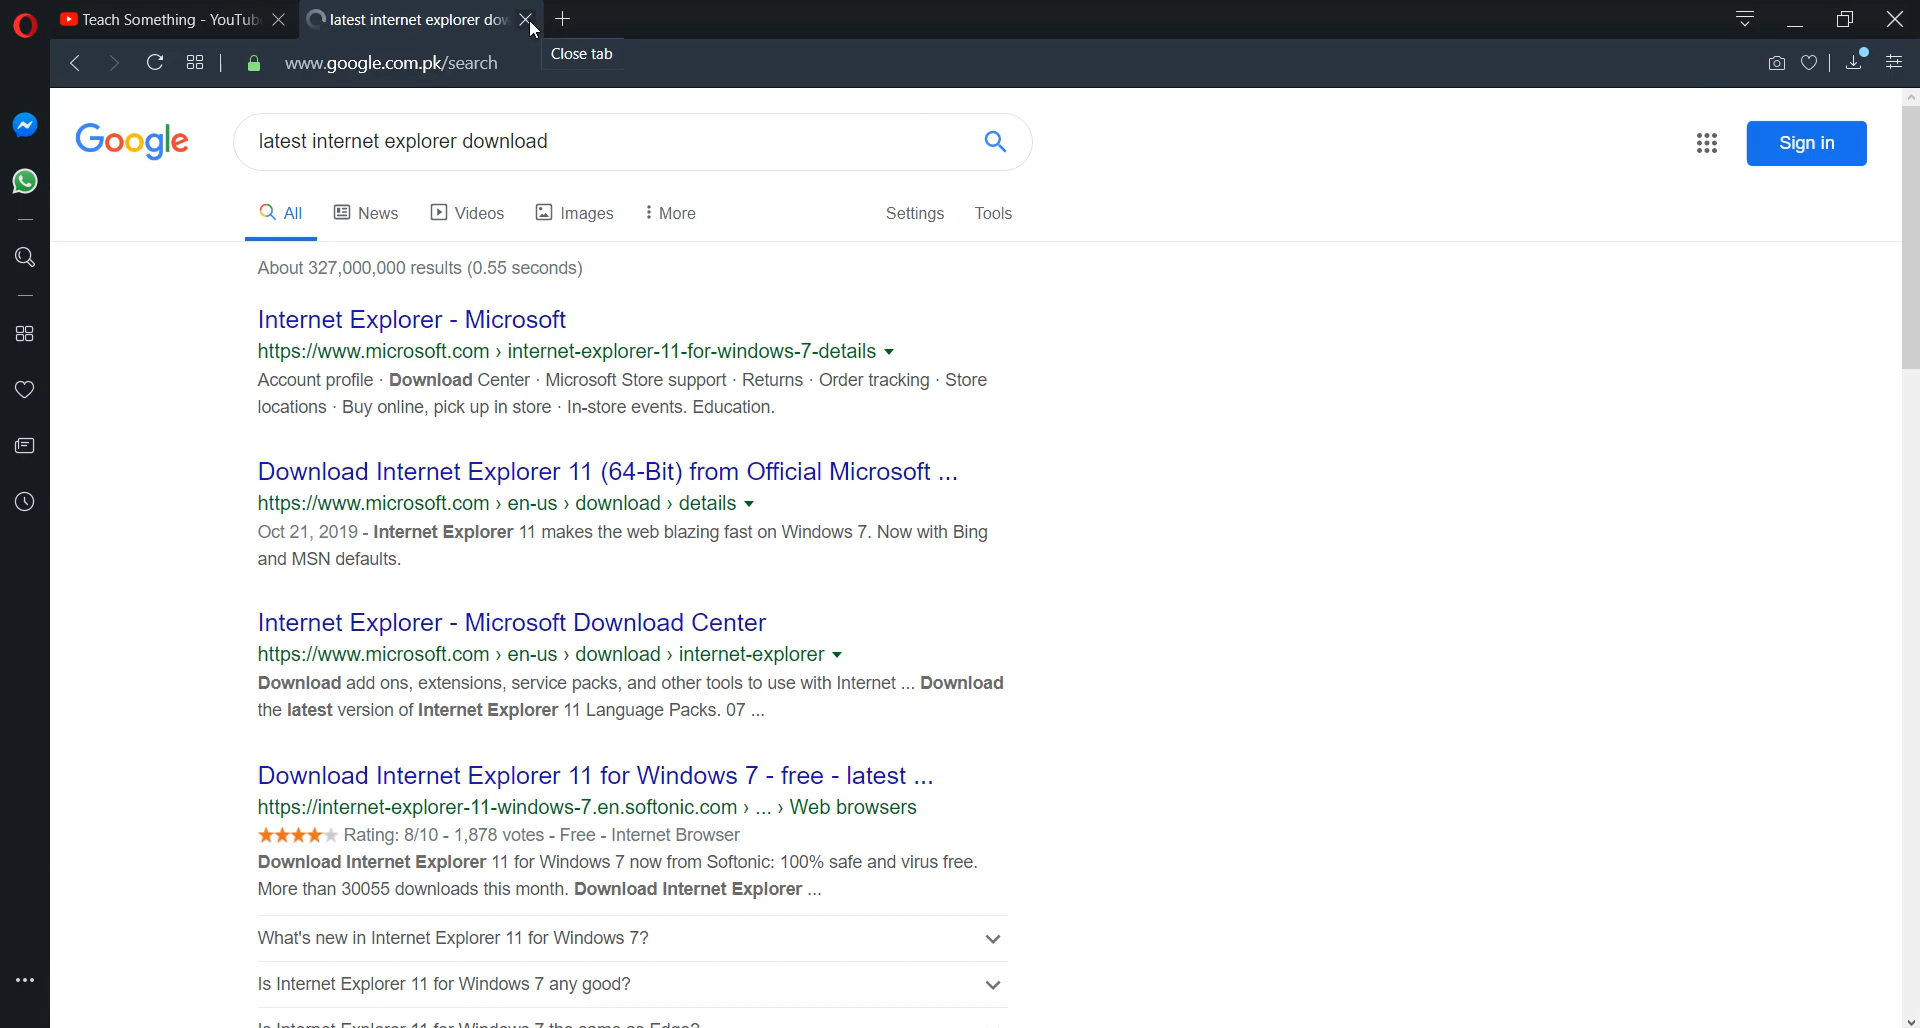 Teach Something - YouTub
latest internet explorer dow
Close tab
www.google.com.pk/search
Google
latest internet explorer download
Sign in
All
News
Videos
Images
More
Settings
Tools
About 327,000,000 results (0.55 seconds)
Internet Explorer - Microsoft
https://www.microsoft.com › internet-explorer-11-for-windows-7-details
Account profile · Download Center · Microsoft Store support · Returns · Order tracking · Store
locations · Buy online, pick up in store · In-store events. Education.
Download Internet Explorer 11 (64-Bit) from Official Microsoft ...
https://www.microsoft.com › en-us › download › details
Oct 21, 2019 - Internet Explorer 11 makes the web blazing fast on Windows 7. Now with Bing
and MSN defaults.
Internet Explorer - Microsoft Download Center
https://www.microsoft.com › en-us › download › internet-explorer
Download add ons, extensions, service packs, and other tools to use with Internet ... Download
the latest version of Internet Explorer 11 Language Packs. 07 ...
Download Internet Explorer 11 for Windows 7 - free - latest ...
https://internet-explorer-11-windows-7.en.softonic.com › ... › Web browsers
Rating: 8/10 - 1,878 votes - Free - Internet Browser
Download Internet Explorer 11 for Windows 7 now from Softonic: 100% safe and virus free.
More than 30055 downloads this month. Download Internet Explorer ...
What's new in Internet Explorer 11 for Windows 7?
Is Internet Explorer 11 for Windows 7 any good?
Is Internet Explorer 11 for Windows 7 the same as Edge?